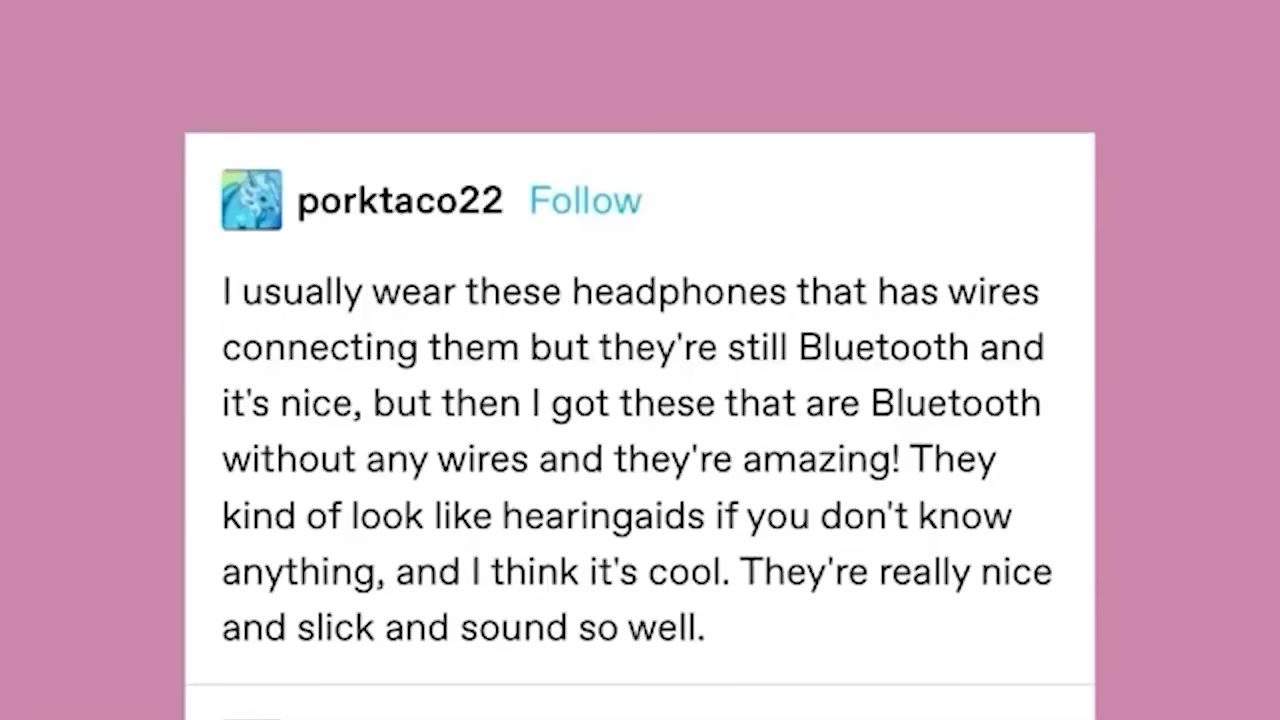 porktaco22 Follow
I usually wear these headphones that has wires
connecting them but they're still Bluetooth and
it's nice, but then I got these that are Bluetooth
without any wires and they're amazing! They
kind of look like hearingaids if you don't know
anything, and I think it's cool. They're really nice
and slick and sound so well.